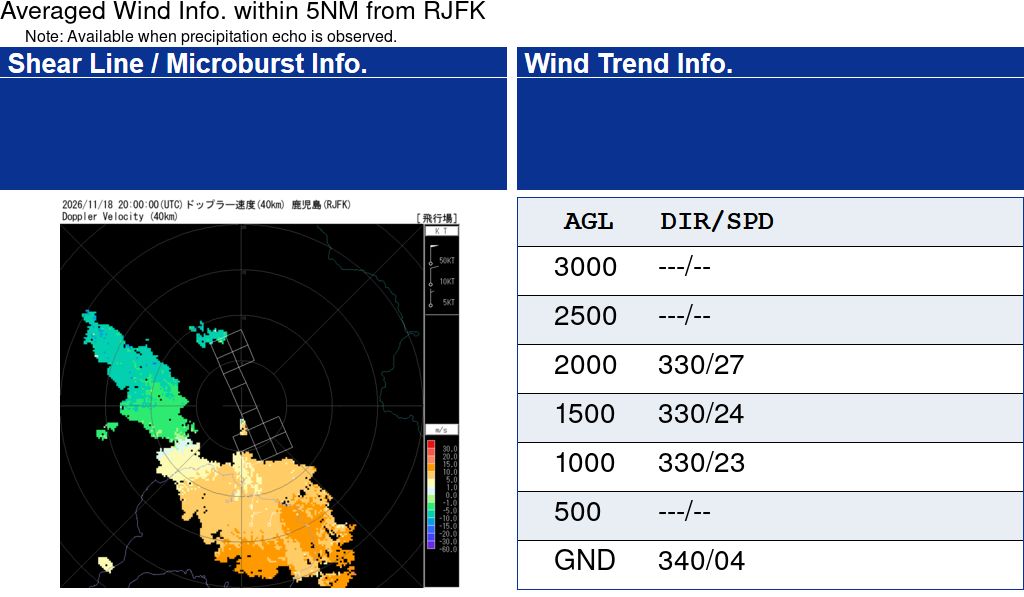 Averaged Wind Info. within 5NM from RJFK
Note: Available when precipitation echo is observed.
Shear Line / Microburst Info.
Wind Trend Info.
2026/11/18 20:00:00(UTC) ドップラー速度(40km) 鹿児島(RJFK)
Doppler Velocity (40km)
[飛行場]
KT
50KT
10KT
5KT
m/s
30.0
20.0
15.0
10.0
5.0
1.0
0.0
-1.0
-5.0
-10.0
-15.0
-20.0
-30.0
-60.0
AGL DIR/SPD
3000 ---/--
2500 ---/--
2000 330/27
1500 330/24
1000 330/23
500 ---/--
GND 340/04